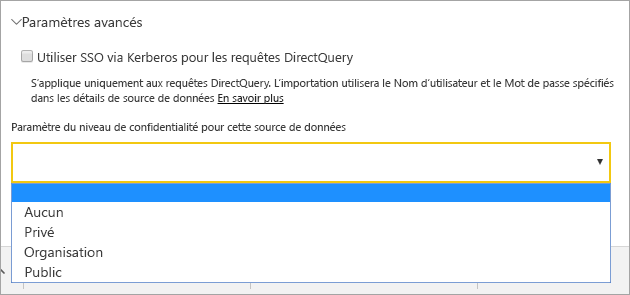 Paramètres avancés
Utiliser SSO via Kerberos pour les requêtes DirectQuery
S’applique uniquement aux requêtes DirectQuery. L’importation utilisera le Nom d’utilisateur et le Mot de passe spécifiés
dans les détails de source de données En savoir plus
Paramètre du niveau de confidentialité pour cette source de données
Aucun
Privé
Organisation
Public